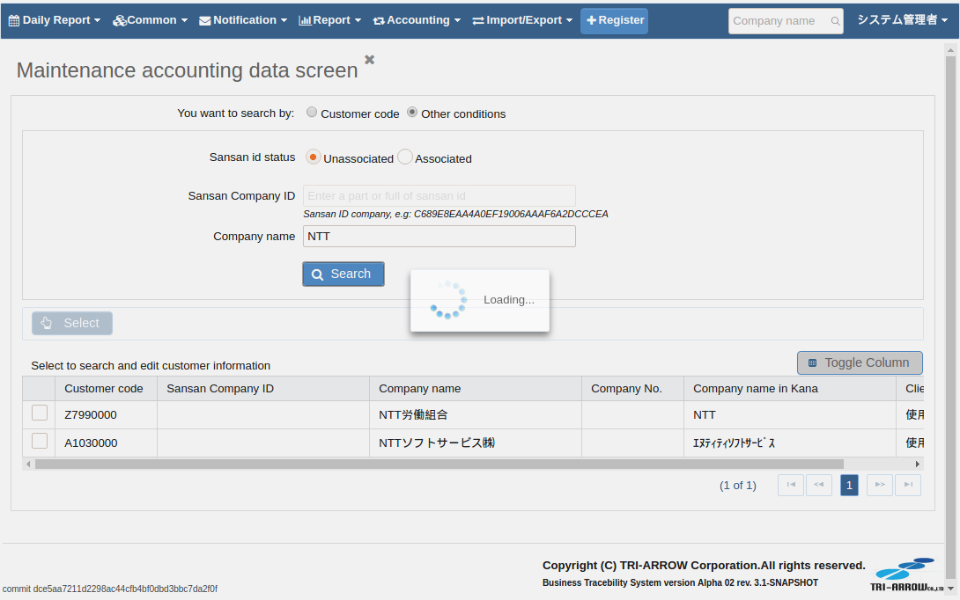 Daily Report Common Notification Report Accounting Import/Export Register Company name システム管理者
Maintenance accounting data screen
You want to search by: Customer code Other conditions
Sansan id status Unassociated Associated
Sansan Company ID Enter a part or full of sansan id
Sansan ID company, e.g: C689E8EAA4A0EF19006AAAF6A2DCCCEA
Company name NTT
Search
Loading...
Select
Select to search and edit customer information Toggle Column
Customer code Sansan Company ID Company name Company No. Company name in Kana Clie
Z7990000 NTT労働組合 NTT 使用
A1030000 NTTソフトサービス㈱ エヌティティソフトサービス 使用
(1 of 1) 1
Copyright (C) TRI-ARROW Corporation.All rights reserved.
Business Tracebility System version Alpha 02 rev. 3.1-SNAPSHOT
TRI-ARROW CO.,LTD
commit dce5aa7211d2298ac44cfb4bf0dbd3bbc7da2f0f